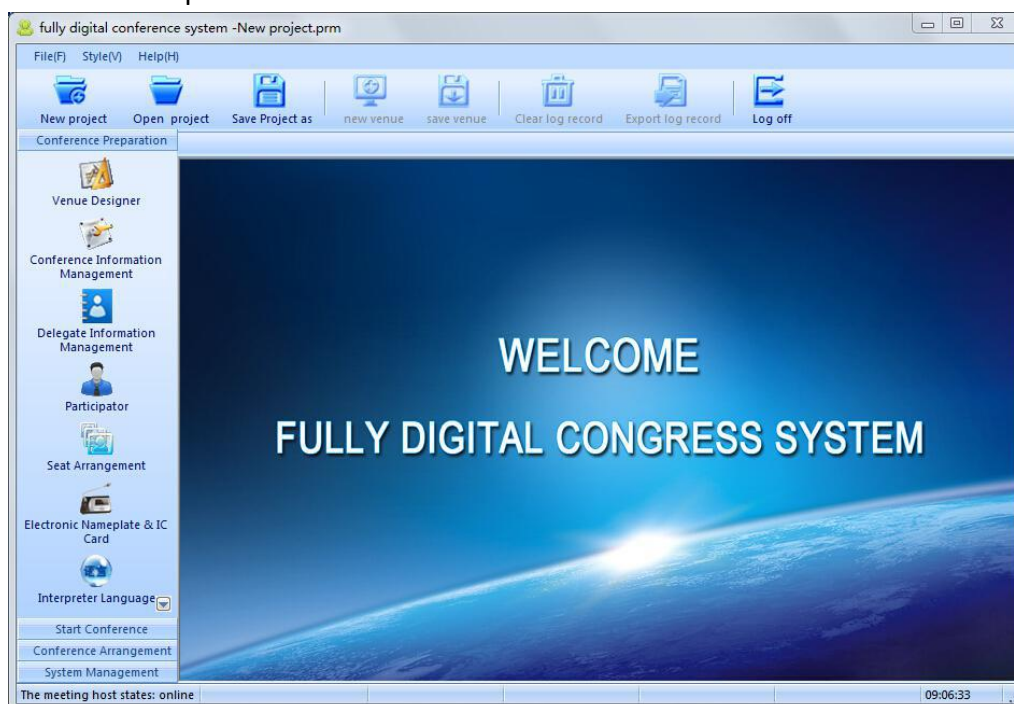 fully digital conference system -New project.prm
File(F) Style(V) Help(H)
New project Open project Save Project as new venue save venue Clear log record Export log record Log off
Conference Preparation
Venue Designer
Conference Information
Management
Delegate Information
Management
Participator
Seat Arrangement
Electronic Nameplate & IC
Card
Interpreter Language
WELCOME
FULLY DIGITAL CONGRESS SYSTEM
Start Conference
Conference Arrangement
System Management
The meeting host states: online 09:06:33